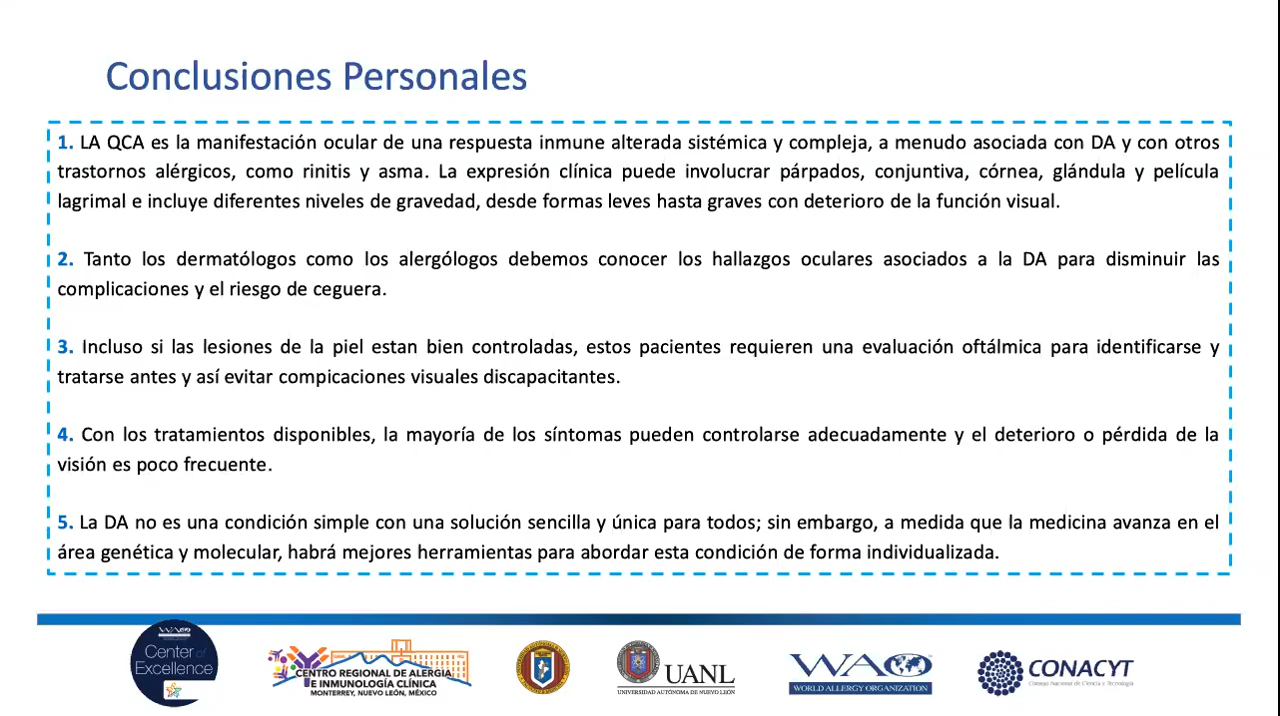 Conclusiones Personales
1. LA QCA es la manifestación ocular de una respuesta inmune alterada sistémica y compleja, a menudo asociada con DA y con otros
trastornos alérgicos, como rinitis y asma. La expresión clínica puede involucrar párpados, conjuntiva, córnea, glándula y película
lagrimal e incluye diferentes niveles de gravedad, desde formas leves hasta graves con deterioro de la función visual.
2. Tanto los dermatólogos como los alergólogos debemos conocer los hallazgos oculares asociados a la DA para disminuir las
complicaciones y el riesgo de ceguera.
3. Incluso si las lesiones de la piel estan bien controladas, estos pacientes requieren una evaluación oftálmica para identificarse y
tratarse antes y así evitar compicaciones visuales discapacitantes.
4. Con los tratamientos disponibles, la mayoría de los síntomas pueden controlarse adecuadamente y el deterioro o pérdida de la
visión es poco frecuente.
5. La DA no es una condición simple con una solución sencilla y única para todos; sin embargo, a medida que la medicina avanza en el
área genética y molecular, habrá mejores herramientas para abordar esta condición de forma individualizada.
WAO
Center of
Excellence
CENTRO REGIONAL DE ALERGIA
E INMUNOLOGÍA CLÍNICA
MONTERREY, NUEVO LEÓN, MÉXICO
UANL
UNIVERSIDAD AUTÓNOMA DE NUEVO LEÓN
WAO
WORLD ALLERGY ORGANIZATION
CONACYT
Consejo Nacional de Ciencia y Tecnología